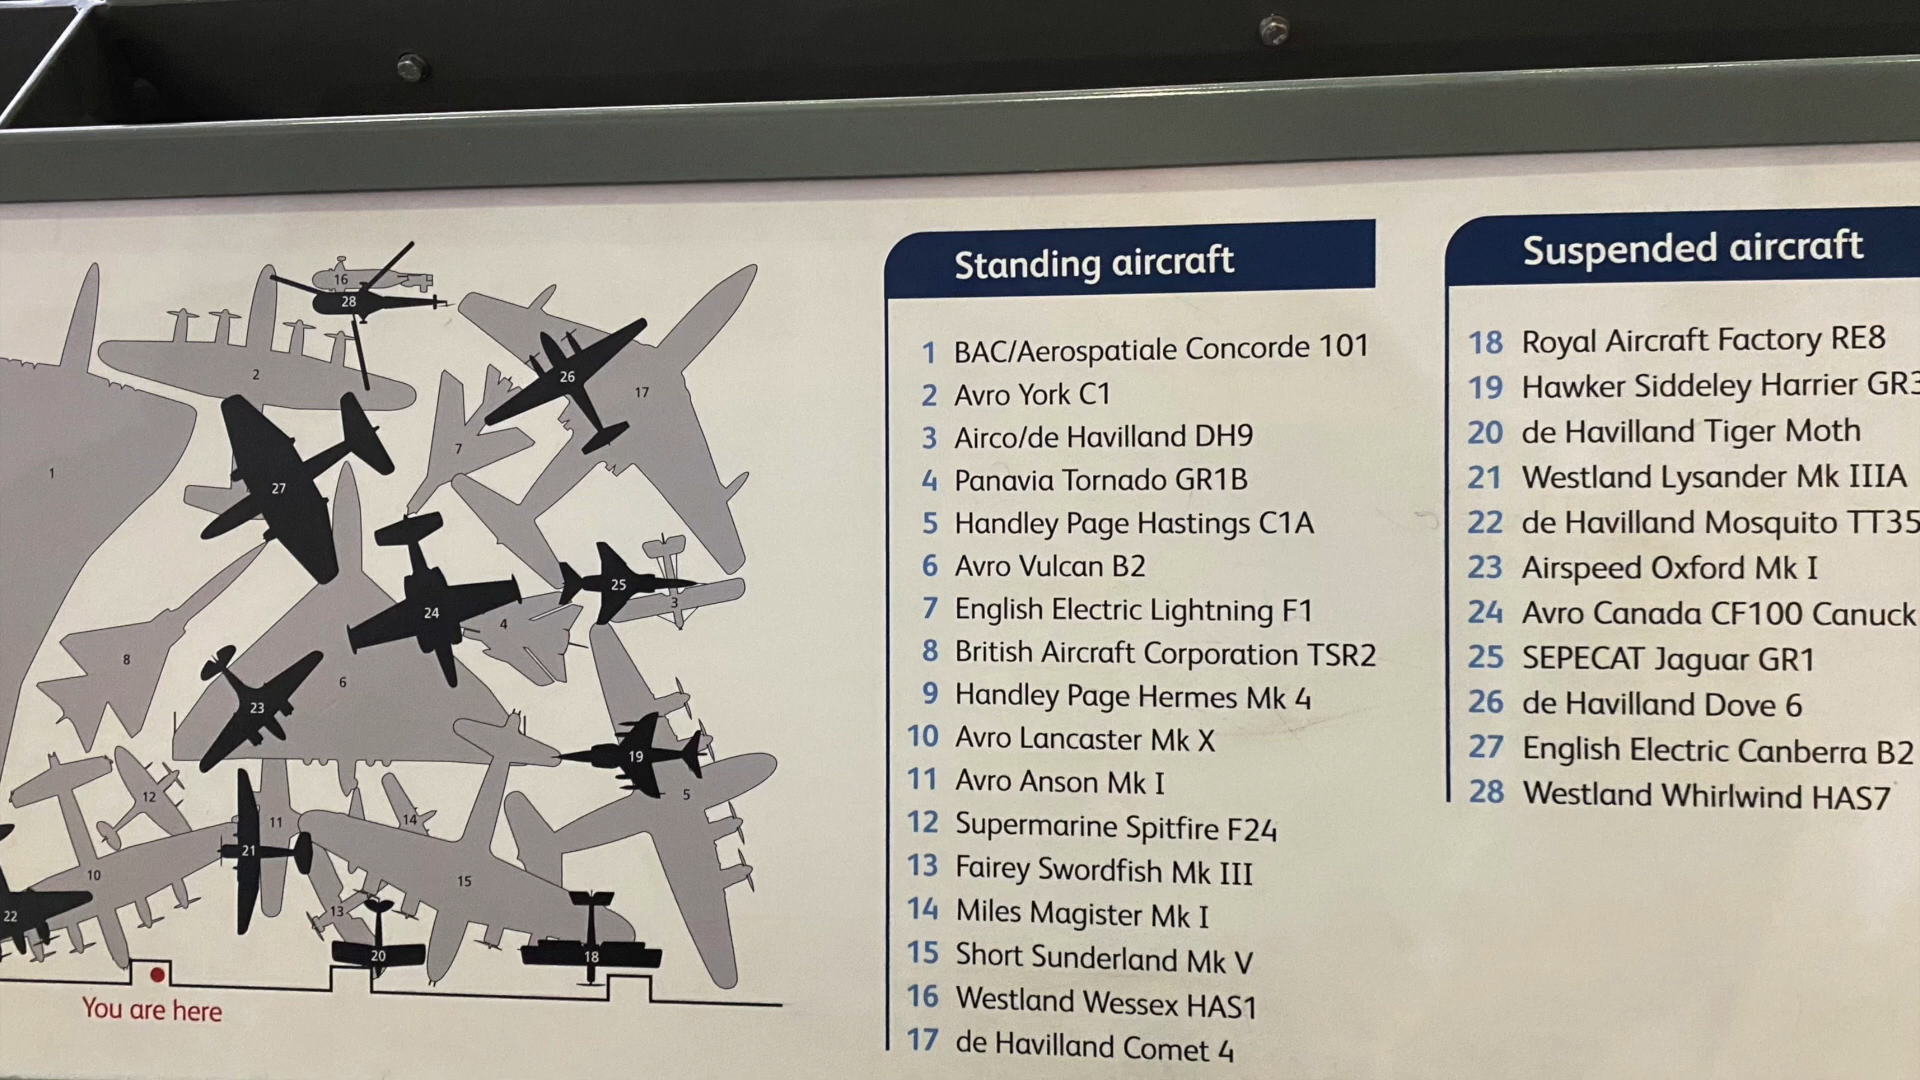 16
28
2
26
17
1
7
27
25
3
24
4
8
6
23
19
5
12
11
14
21
10
15
13
22
20
18
You are here
Standing aircraft
1 BAC/Aerospatiale Concorde 101
2 Avro York C1
3 Airco/de Havilland DH9
4 Panavia Tornado GR1B
5 Handley Page Hastings C1A
6 Avro Vulcan B2
7 English Electric Lightning F1
8 British Aircraft Corporation TSR2
9 Handley Page Hermes Mk 4
10 Avro Lancaster Mk X
11 Avro Anson Mk I
12 Supermarine Spitfire F24
13 Fairey Swordfish Mk III
14 Miles Magister Mk I
15 Short Sunderland Mk V
16 Westland Wessex HAS1
17 de Havilland Comet 4
Suspended aircraft
18 Royal Aircraft Factory RE8
19 Hawker Siddeley Harrier GR3
20 de Havilland Tiger Moth
21 Westland Lysander Mk IIIA
22 de Havilland Mosquito TT35
23 Airspeed Oxford Mk I
24 Avro Canada CF100 Canuck
25 SEPECAT Jaguar GR1
26 de Havilland Dove 6
27 English Electric Canberra B2
28 Westland Whirlwind HAS7